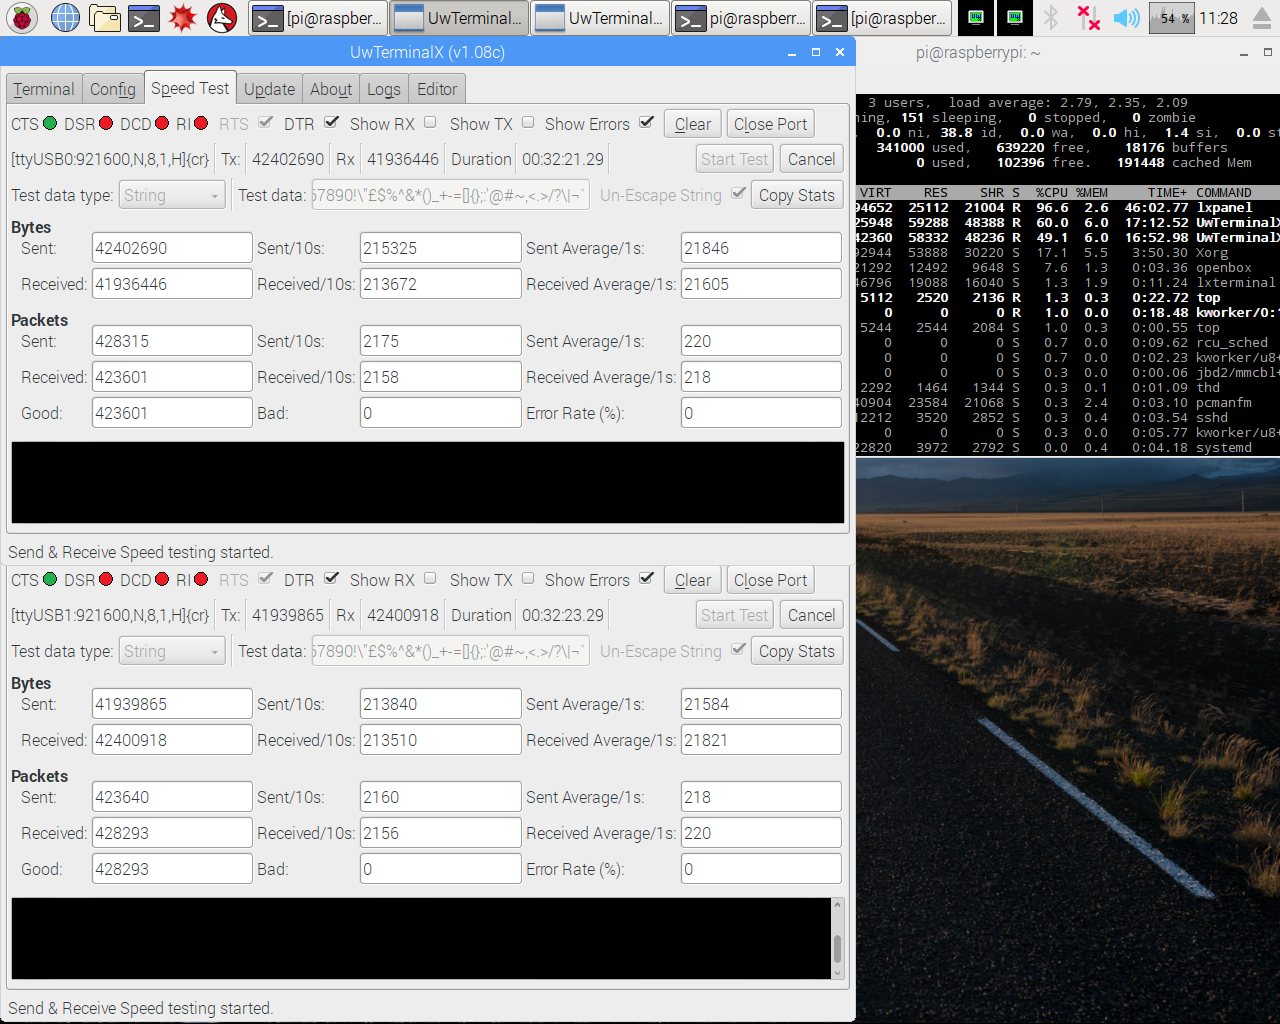 [pi@raspber... UwTerminal... UwTerminal... pi@raspberr... [pi@raspber... 54 % 11:28
UwTerminalX (v1.08c)
Terminal Config Speed Test Update About Logs Editor
CTS DSR DCD RI RTS DTR Show RX Show TX Show Errors Clear Close Port
[ttyUSB0:921600,N,8,1,H]{cr} Tx: 42402690 Rx 41936446 Duration 00:32:21.29 Start Test Cancel
Test data type: String Test data: 67890!\"£$%^&*()_+-=[]{};:'@#~,<.>/?\|¬` Un-Escape String Copy Stats
Bytes
Sent: 42402690 Sent/10s: 215325 Sent Average/1s: 21846
Received: 41936446 Received/10s: 213672 Received Average/1s: 21605
Packets
Sent: 428315 Sent/10s: 2175 Sent Average/1s: 220
Received: 423601 Received/10s: 2158 Received Average/1s: 218
Good: 423601 Bad: 0 Error Rate (%): 0
Send & Receive Speed testing started.
CTS DSR DCD RI RTS DTR Show RX Show TX Show Errors Clear Close Port
[ttyUSB1:921600,N,8,1,H]{cr} Tx: 41939865 Rx 42400918 Duration 00:32:23.29 Start Test Cancel
Test data type: String Test data: 67890!\"£$%^&*()_+-=[]{};:'@#~,<.>/?\|¬` Un-Escape String Copy Stats
Bytes
Sent: 41939865 Sent/10s: 213840 Sent Average/1s: 21584
Received: 42400918 Received/10s: 213510 Received Average/1s: 21821
Packets
Sent: 423640 Sent/10s: 2160 Sent Average/1s: 218
Received: 428293 Received/10s: 2156 Received Average/1s: 220
Good: 428293 Bad: 0 Error Rate (%): 0
Send & Receive Speed testing started.
pi@raspberrypi: ~
3 users, load average: 2.79, 2.35, 2.09
ning, 151 sleeping, 0 stopped, 0 zombie
0.0 ni, 38.8 id, 0.0 wa, 0.0 hi, 1.4 si, 0.0 st
341000 used, 639220 free, 18176 buffers
0 used, 102396 free. 191448 cached Mem
VIRT RES SHR S %CPU %MEM TIME+ COMMAND
94652 25112 21004 R 96.6 2.6 46:02.77 lxpanel
25948 59288 48388 R 60.0 6.0 17:12.52 UwTerminalX
42360 58332 48236 R 49.1 6.0 16:52.98 UwTerminalX
92944 53888 30220 S 17.1 5.5 3:50.30 Xorg
21292 12492 9648 S 7.6 1.3 0:03.36 openbox
46796 19088 16040 S 1.3 1.9 0:11.24 lxterminal
5112 2520 2136 R 1.3 0.3 0:22.72 top
0 0 0 R 1.0 0.0 0:18.48 kworker/0:
5244 2544 2084 S 1.0 0.3 0:00.55 top
0 0 0 S 0.7 0.0 0:09.62 rcu_sched
0 0 0 S 0.7 0.0 0:02.23 kworker/u8+
0 0 0 S 0.3 0.0 0:00.06 jbd2/mmcbl+
2292 1464 1344 S 0.3 0.1 0:01.09 thd
40904 23584 21068 S 0.3 2.4 0:03.10 pcmanfm
12212 3520 2852 S 0.3 0.4 0:03.54 sshd
0 0 0 S 0.3 0.0 0:05.77 kworker/u8+
22820 3972 2792 S 0.0 0.4 0:04.18 systemd